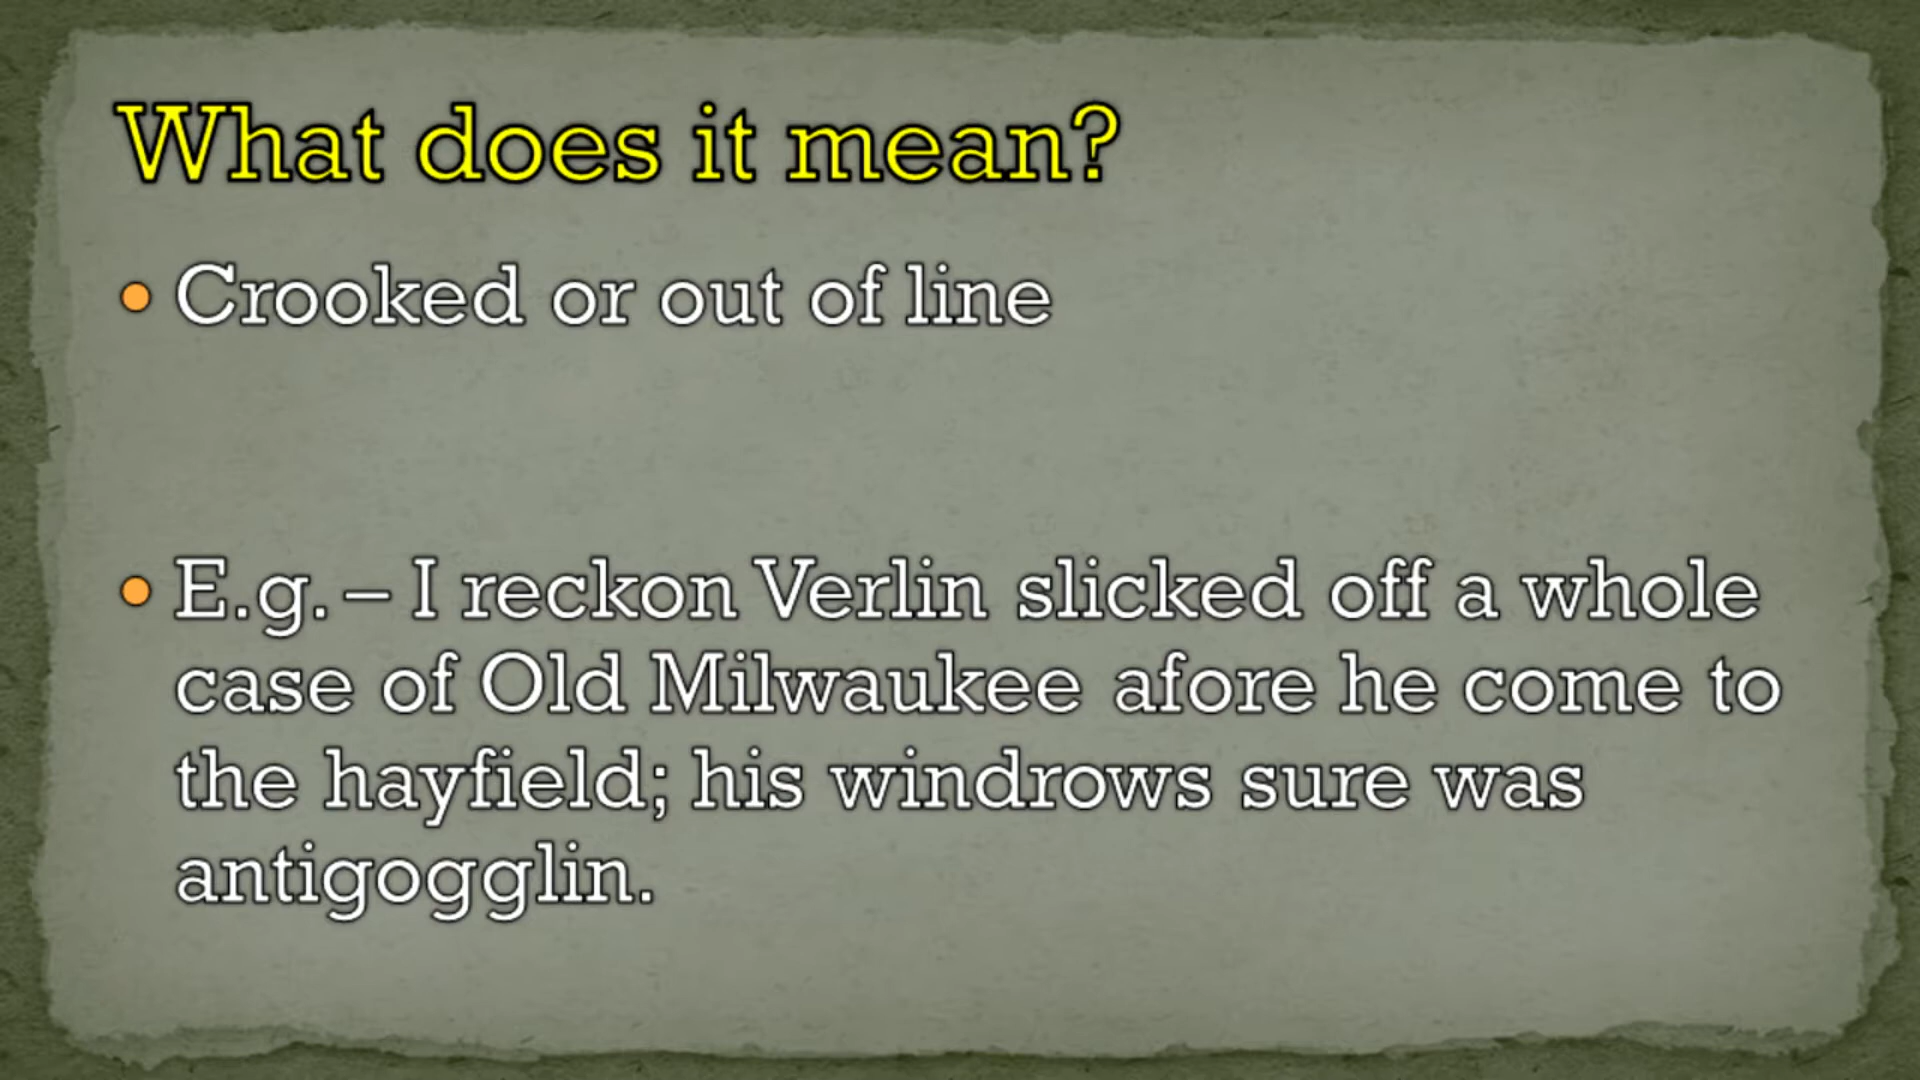 What does it mean?
• Crooked or out of line
• E.g. – I reckon Verlin slicked off a whole
case of Old Milwaukee afore he come to
the hayfield; his windrows sure was
antigogglin.